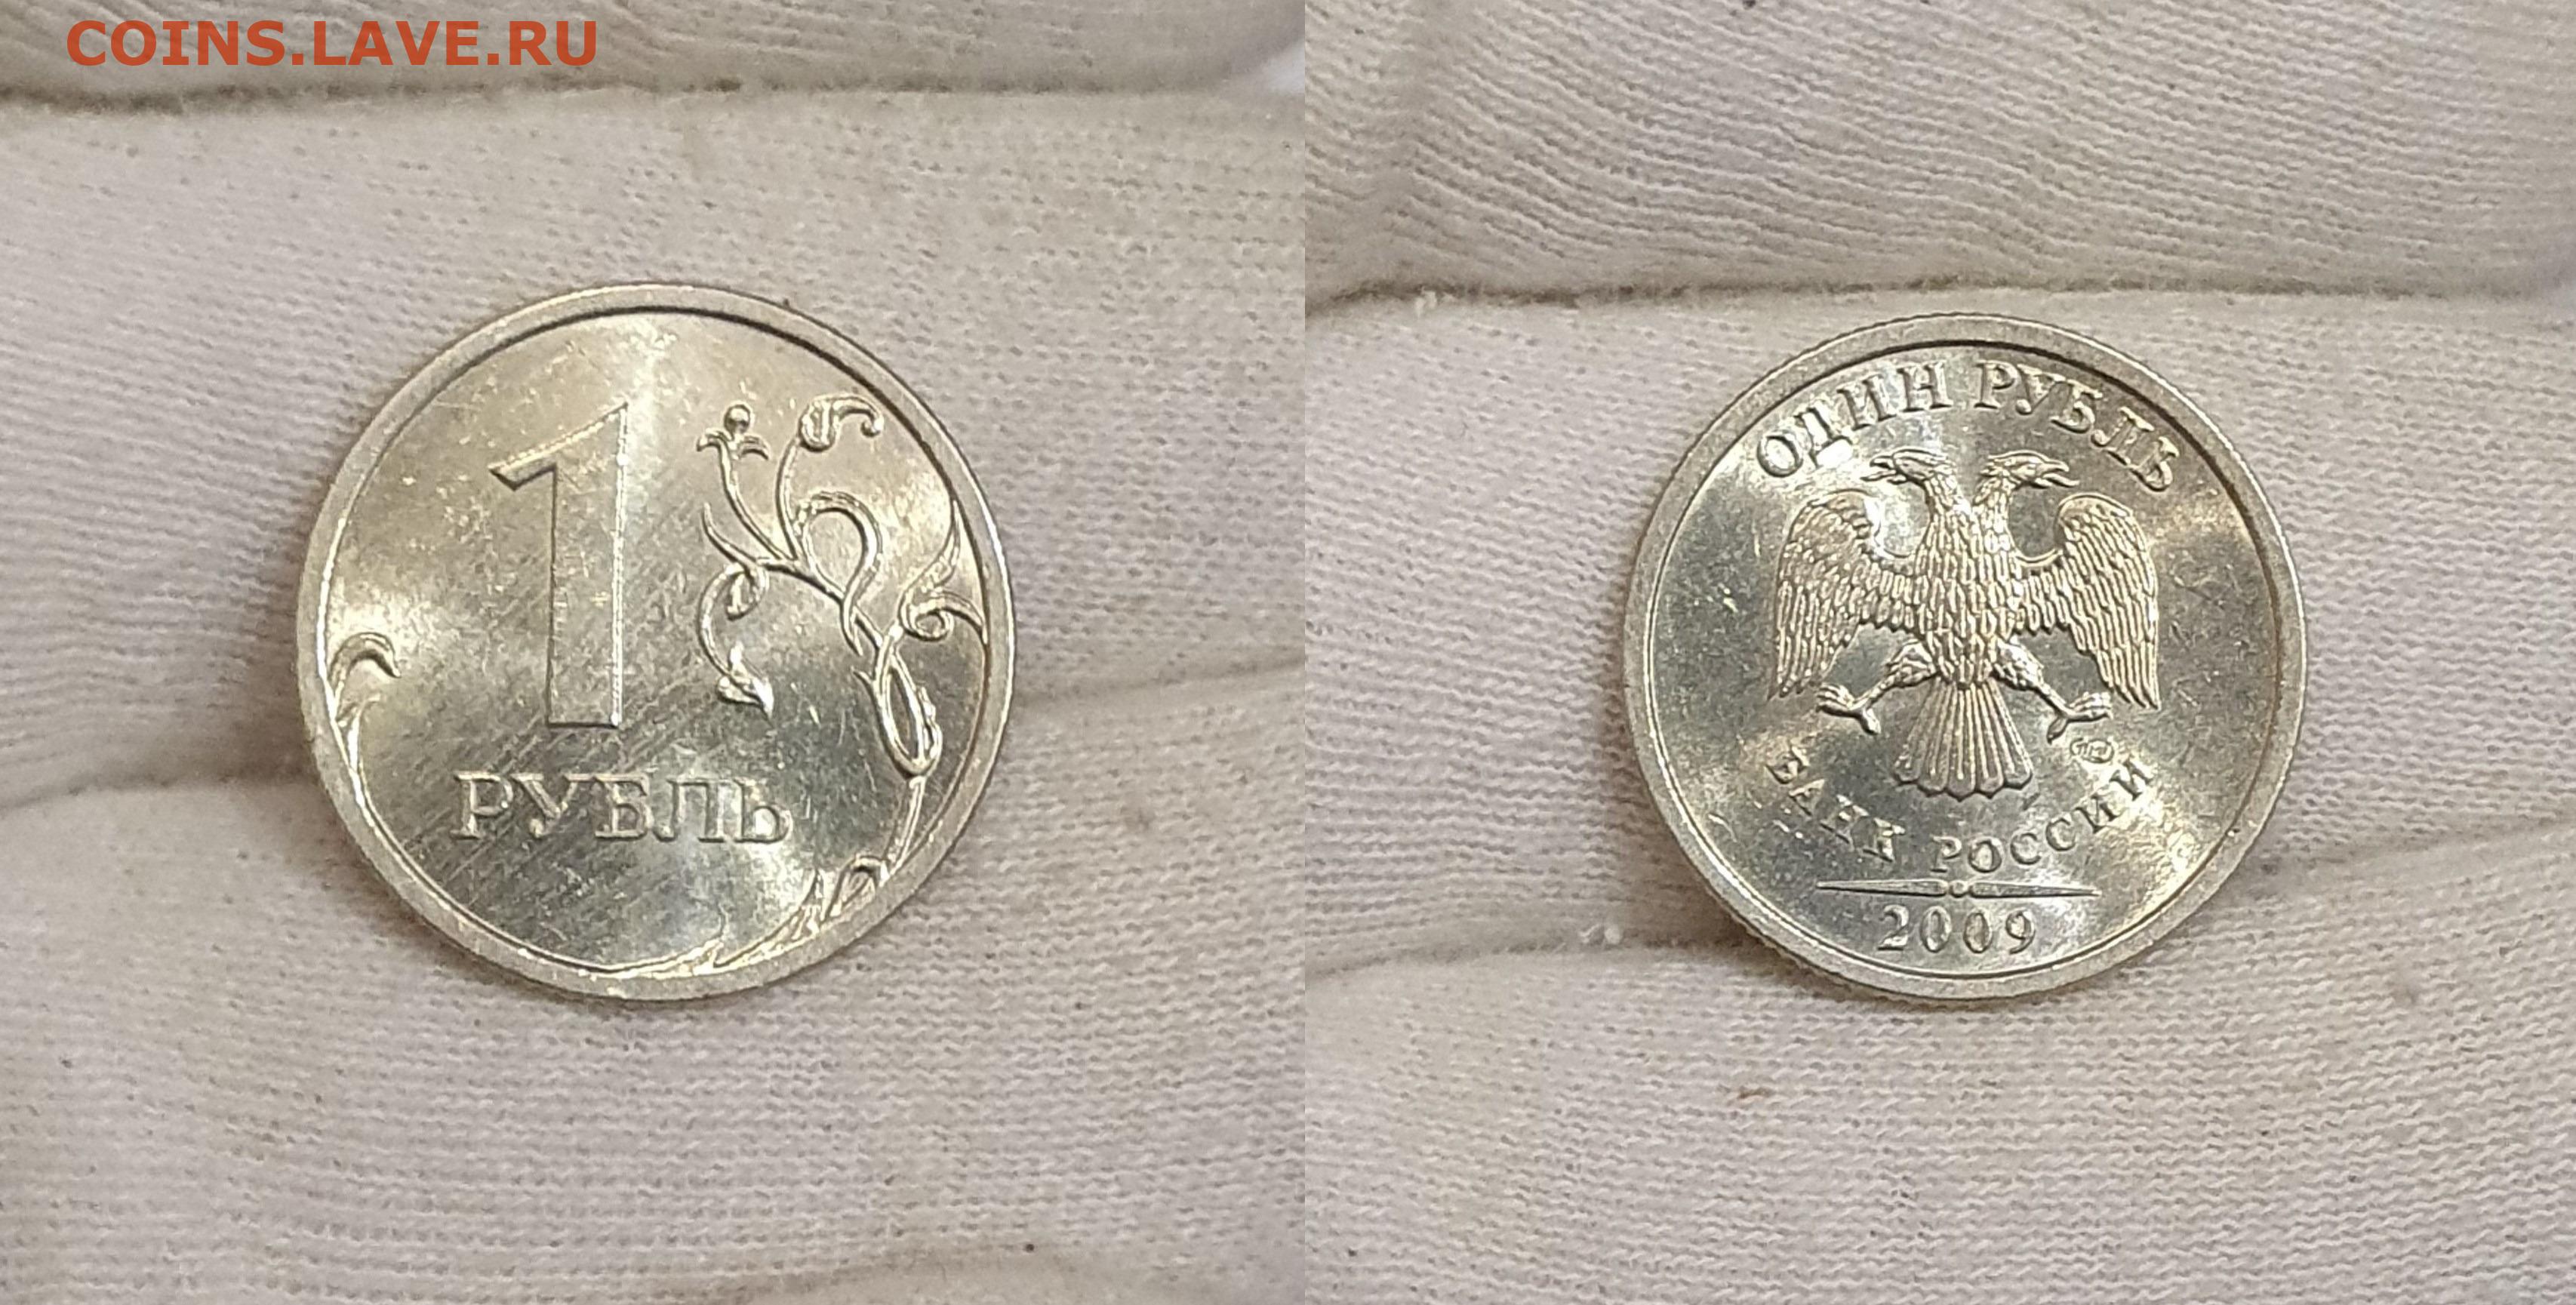 COINS.LAVE.RU
1
РУБЛЬ
ОДИН РУБЛЬ
БАНК РОССИИ
2009